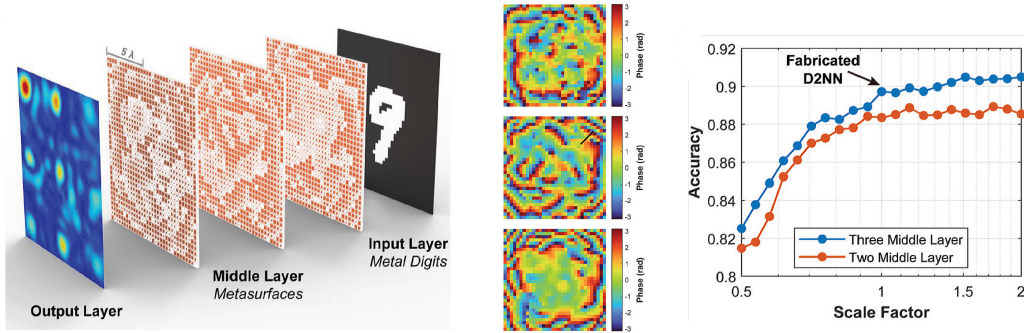 5 λ
Output Layer
Middle Layer
Metasurfaces
Input Layer
Metal Digits
3
2
1
0
-1
-2
-3
Phase (rad)
3
2
1
0
-1
-2
-3
Phase (rad)
3
2
1
0
-1
-2
-3
Phase (rad)
0.92
0.9
0.88
0.86
0.84
0.82
0.8
Accuracy
Fabricated
D2NN
Three Middle Layer
Two Middle Layer
0.5
1
1.5
2
Scale Factor